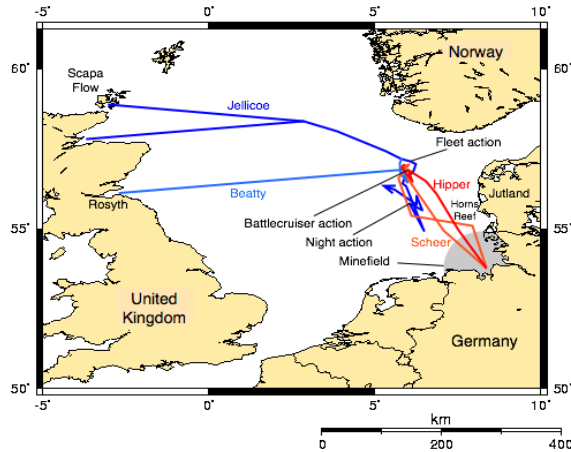 60˚
55˚
50˚
Norway
Scapa
Flow
Jellicoe
Fleet action
Hipper
Jutland
Beatty
Rosyth
Horns
Reef
Battlecruiser action
Night action
Scheer
Minefield
United
Kingdom
Germany
60˚
55˚
50˚
-5˚
0˚
5˚
10˚
-5˚
0˚
5˚
10˚
km
0
200
400